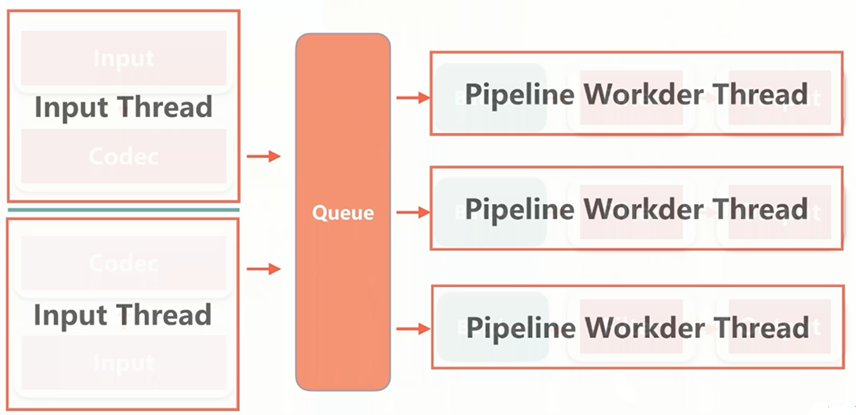 Input
Input Thread
Codec
Codec
Input Thread
Input
Queue
Pipeline Workder Thread
Pipeline Workder Thread
Pipeline Workder Thread